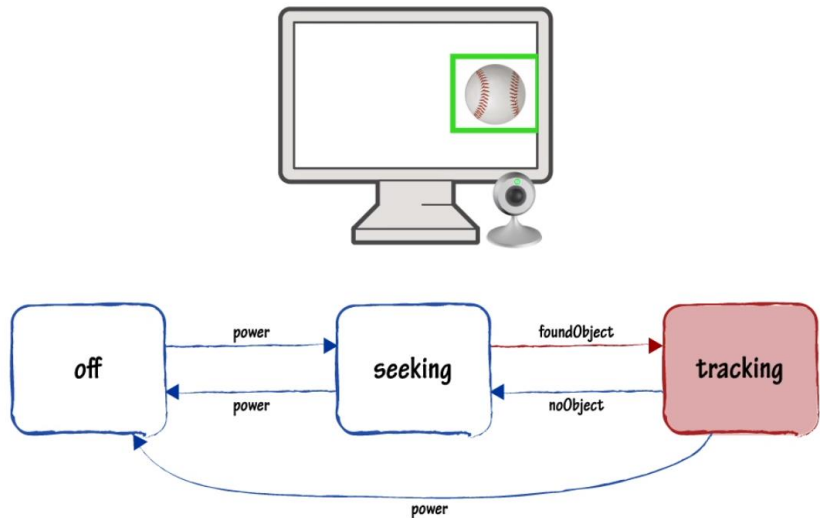 power
foundObject
off
seeking
tracking
power
noObject
power